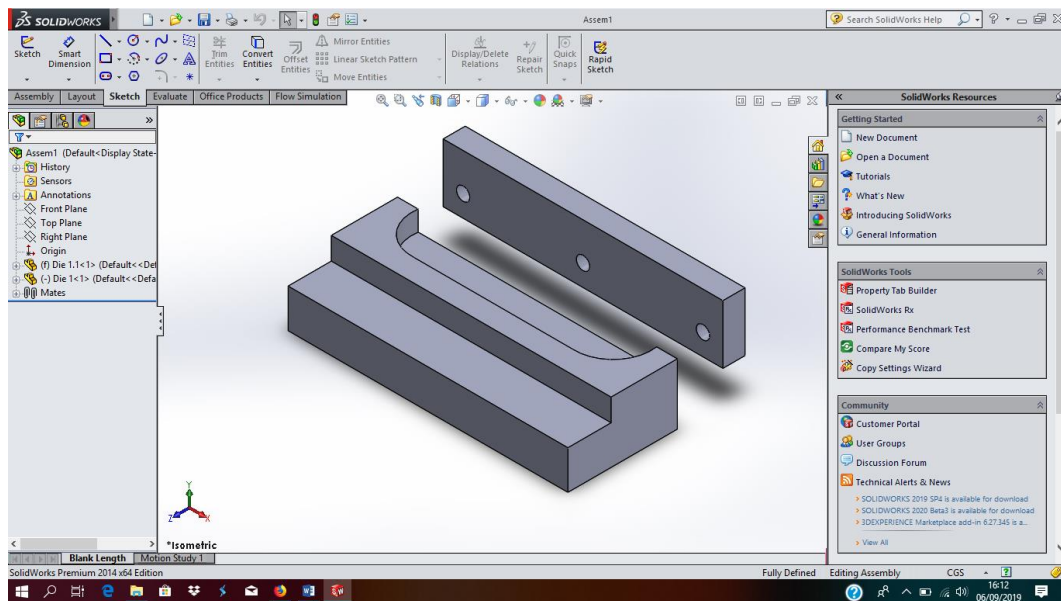 SOLIDWORKS
Assem1
Search SolidWorks Help
Sketch
Smart Dimension
Trim Entities
Convert Entities
Offset Entities
Mirror Entities
Linear Sketch Pattern
Move Entities
Display/Delete Relations
Repair Sketch
Quick Snaps
Rapid Sketch
Assembly Layout Sketch Evaluate Office Products Flow Simulation
SolidWorks Resources
Assem1 (Default<Display State-
History
Sensors
Annotations
Front Plane
Top Plane
Right Plane
Origin
(f) Die 1.1<1> (Default<<Def
(-) Die 1<1> (Default<<Defa
Mates
Getting Started
New Document
Open a Document
Tutorials
What's New
Introducing SolidWorks
General Information
SolidWorks Tools
Property Tab Builder
SolidWorks Rx
Performance Benchmark Test
Compare My Score
Copy Settings Wizard
Community
Customer Portal
User Groups
Discussion Forum
Technical Alerts & News
SOLIDWORKS 2019 SP4 is available for download
SOLIDWORKS 2020 Beta3 is available for download
3DEXPERIENCE Marketplace add-in 6.27.345 is a...
View All
Y
Z X
*Isometric
Blank Length Motion Study 1
SolidWorks Premium 2014 x64 Edition
Fully Defined Editing Assembly CGS
16:12
06/09/2019